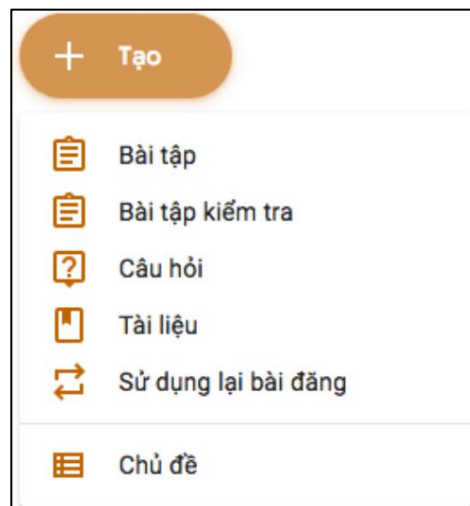 Tạo
Bài tập
Bài tập kiểm tra
Câu hỏi
Tài liệu
Sử dụng lại bài đăng
Chủ đề